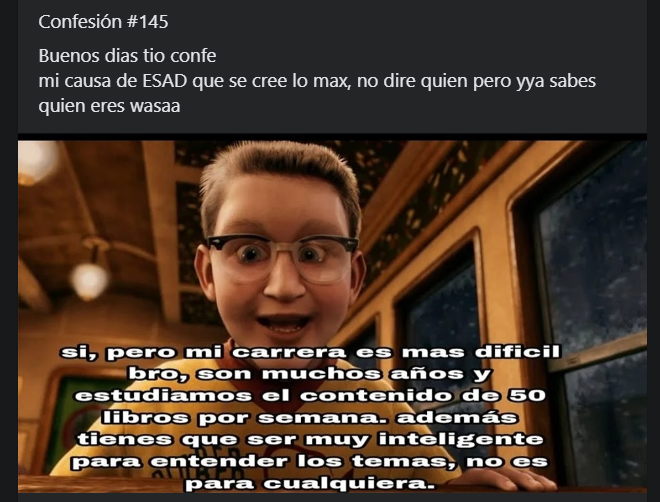 Confesión #145
Buenos dias tio confe
mi causa de ESAD que se cree lo max, no dire quien pero yya sabes
quien eres wasaa
si, pero mi carrera es mas dificil
bro, son muchos años y
estudiamos el contenido de 50
libros por semana. además
tienes que ser muy inteligente
para entender los temas, no es
para cualquiera.